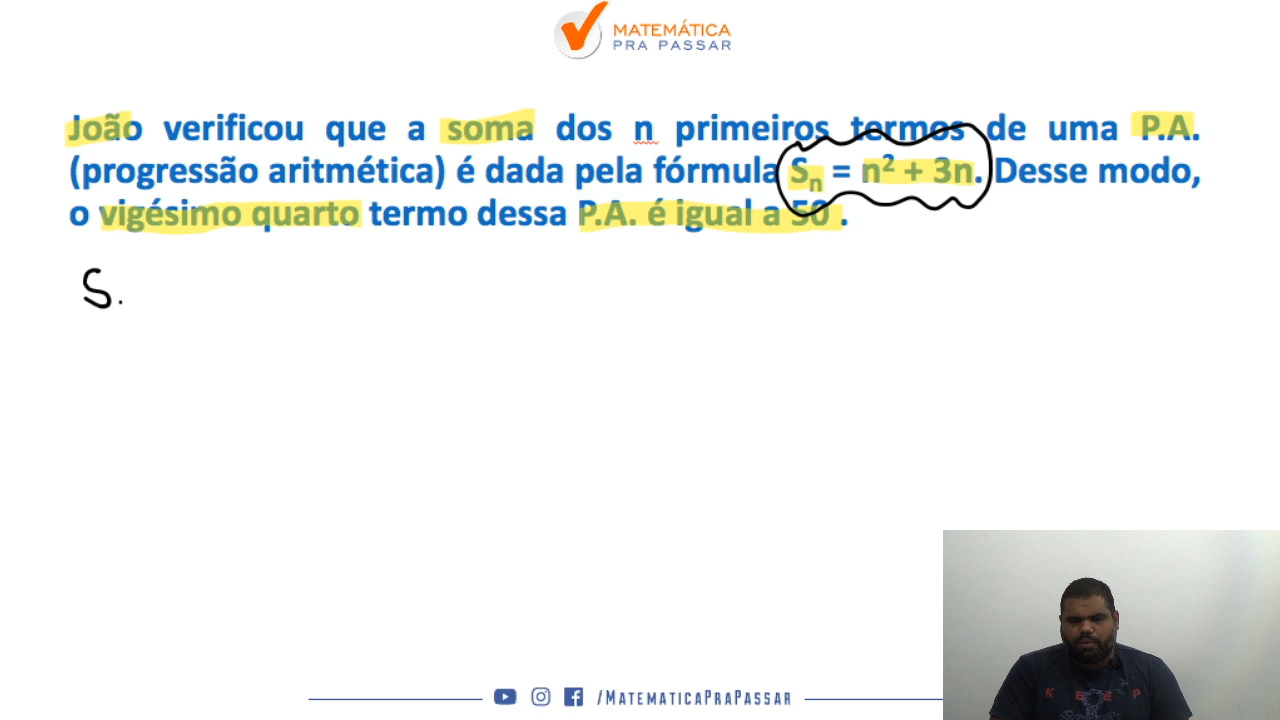 MATEMÁTICA
PRA PASSAR
João verificou que a soma dos n primeiros termos de uma P.A.
(progressão aritmética) é dada pela fórmula Sₙ = n² + 3n. Desse modo,
o vigésimo quarto termo dessa P.A. é igual a 50 .
S.
/MATEMATICAPRAPASSAR
K E E P